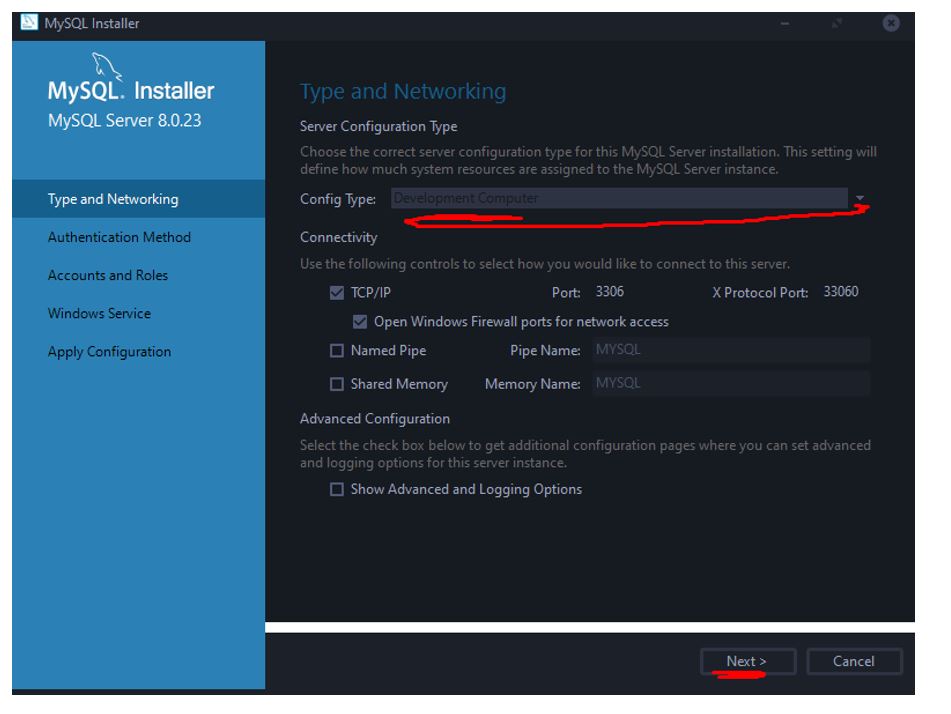 MySQL Installer
MySQL. Installer
MySQL Server 8.0.23
Type and Networking
Authentication Method
Accounts and Roles
Windows Service
Apply Configuration
Type and Networking
Server Configuration Type
Choose the correct server configuration type for this MySQL Server installation. This setting will
define how much system resources are assigned to the MySQL Server instance.
Config Type: Development Computer
Connectivity
Use the following controls to select how you would like to connect to this server.
TCP/IP Port: 3306 X Protocol Port: 33060
Open Windows Firewall ports for network access
Named Pipe Pipe Name: MYSQL
Shared Memory Memory Name: MYSQL
Advanced Configuration
Select the check box below to get additional configuration pages where you can set advanced
and logging options for this server instance.
Show Advanced and Logging Options
Next > Cancel